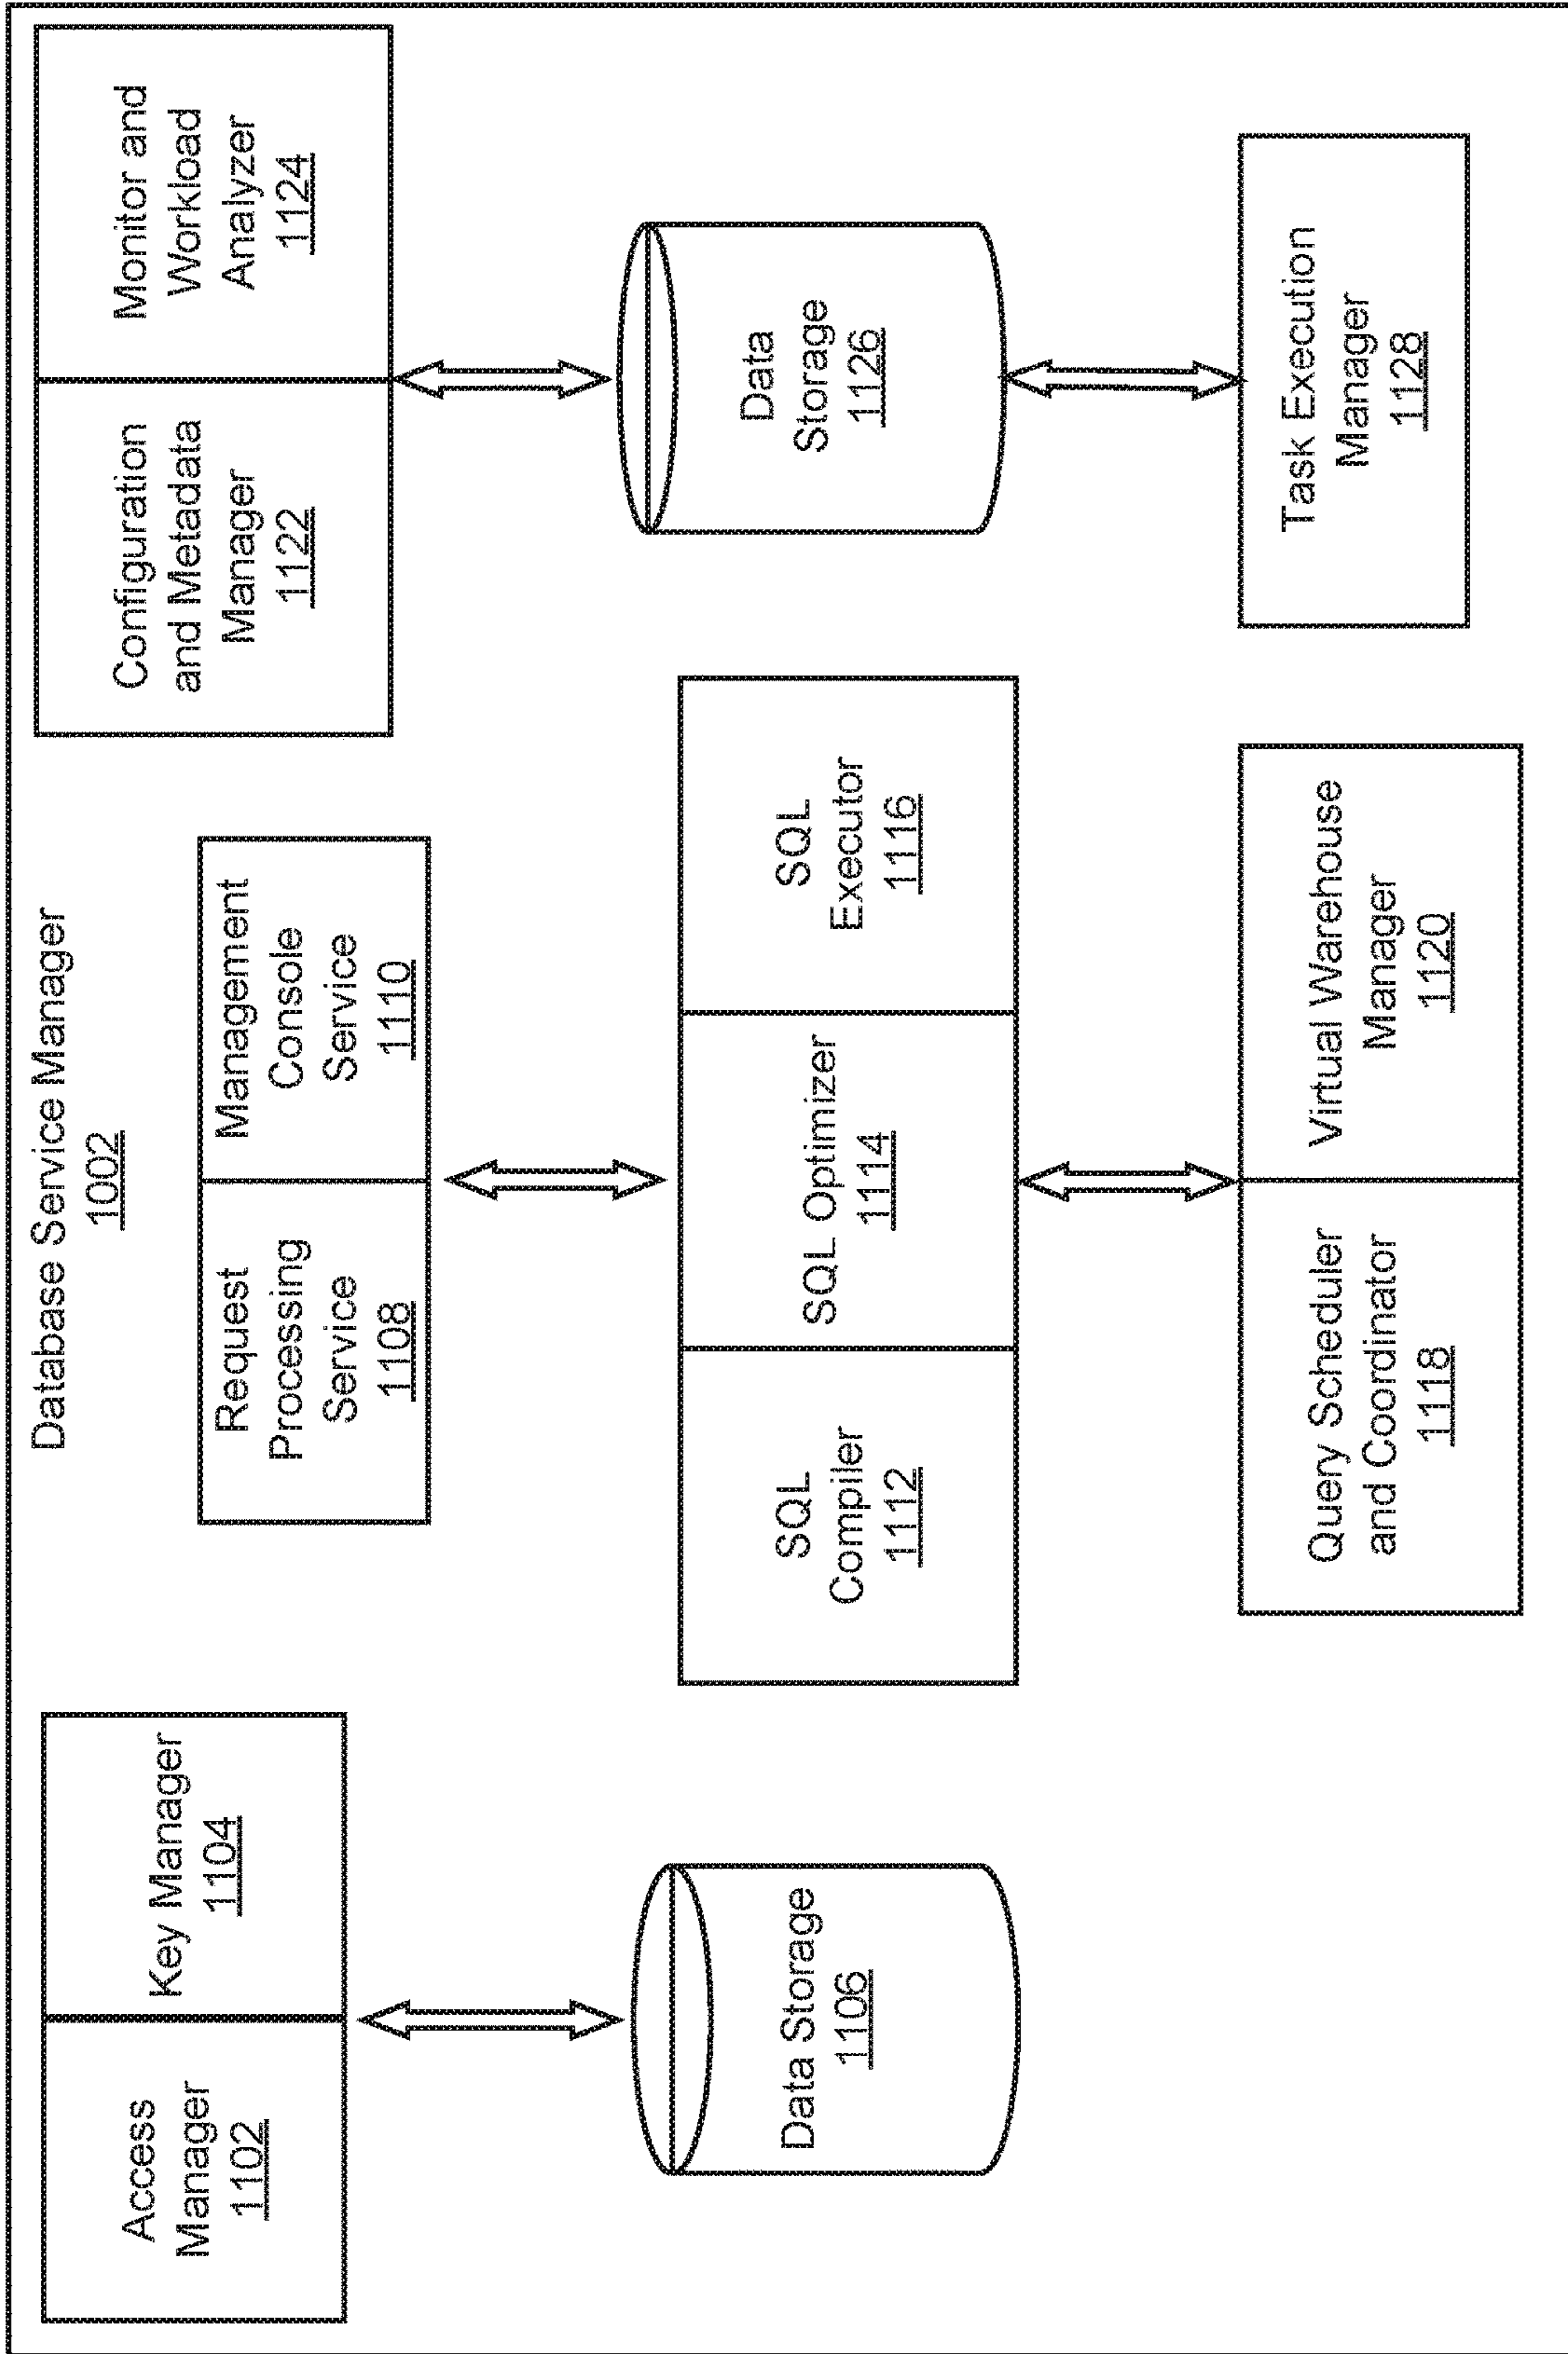 Database Service Manager
1002
Access
Manager
1102
Key Manager
1104
Data Storage
1106
Request
Processing
Service
1108
Management
Console
Service
1110
SQL
Compiler
1112
SQL Optimizer
1114
SQL
Executor
1116
Query Scheduler
and Coordinator
1118
Virtual Warehouse
Manager
1120
Configuration
and Metadata
Manager
1122
Monitor and
Workload
Analyzer
1124
Data
Storage
1126
Task Execution
Manager
1128